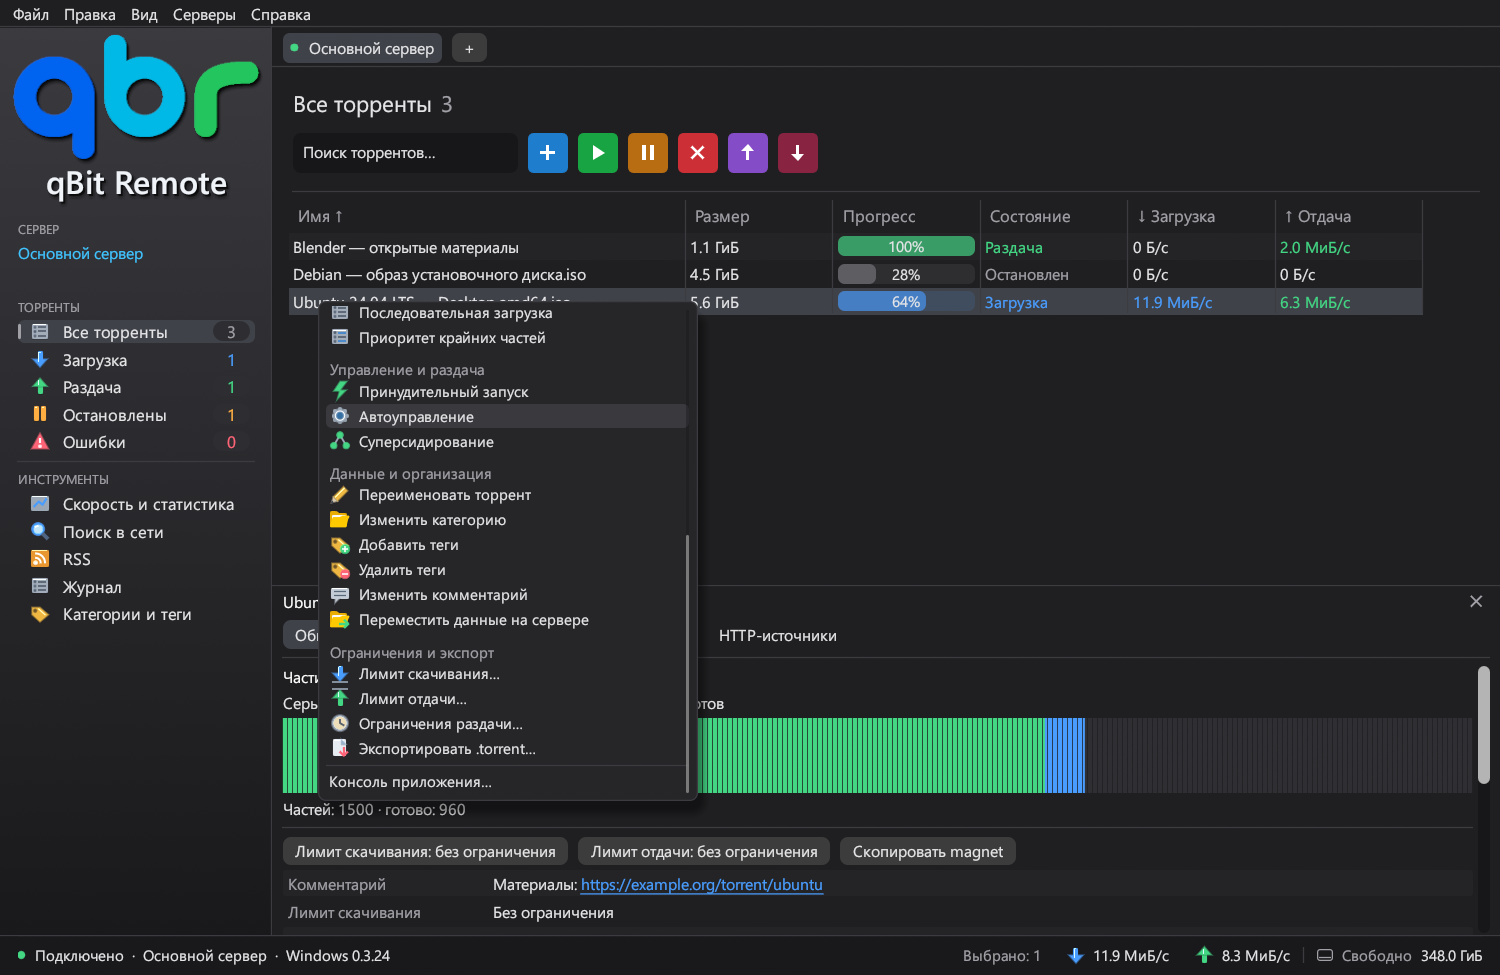 Файл Правка Вид Серверы Справка
qbr
qBit Remote
СЕРВЕР
Основной сервер
ТОРРЕНТЫ
Все торренты 3
Загрузка 1
Раздача 1
Остановлены 1
Ошибки 0
ИНСТРУМЕНТЫ
Скорость и статистика
Поиск в сети
RSS
Журнал
Категории и теги
Основной сервер +
Все торренты 3
Поиск торрентов...
Имя ↑ Размер Прогресс Состояние ↓ Загрузка ↑ Отдача
Blender — открытые материалы 1.1 ГиБ 100% Раздача 0 Б/с 2.0 МиБ/с
Debian — образ установочного диска.iso 4.5 ГиБ 28% Остановлен 0 Б/с 0 Б/с
5.6 ГиБ 64% Загрузка 11.9 МиБ/с 6.3 МиБ/с
Последовательная загрузка
Приоритет крайних частей
Управление и раздача
Принудительный запуск
Автоуправление
Суперсидирование
Данные и организация
Переименовать торрент
Изменить категорию
Добавить теги
Удалить теги
Изменить комментарий
Переместить данные на сервере
Ограничения и экспорт
Лимит скачивания...
Лимит отдачи...
Ограничения раздачи...
Экспортировать .torrent...
Консоль приложения...
HTTP-источники
Частей: 1500 · готово: 960
Лимит скачивания: без ограничения Лимит отдачи: без ограничения Скопировать magnet
Комментарий Материалы: https://example.org/torrent/ubuntu
Лимит скачивания Без ограничения
Подключено · Основной сервер · Windows 0.3.24 Выбрано: 1 11.9 МиБ/с 8.3 МиБ/с Свободно 348.0 ГиБ